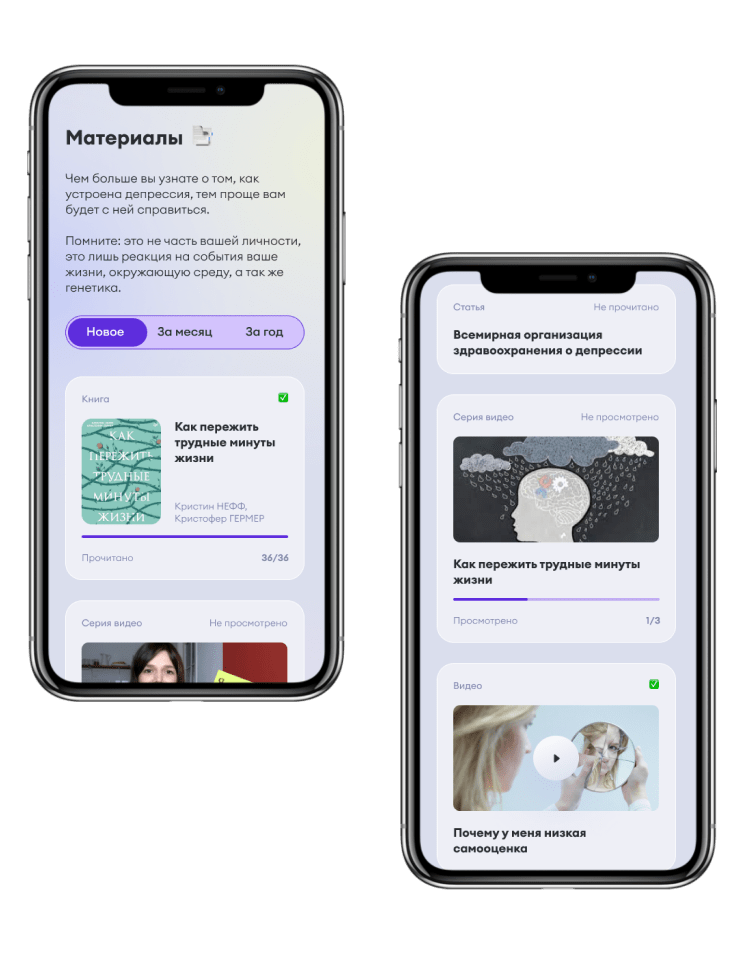 Материалы
Чем больше вы узнате о том, как
устроена депрессия, тем проще вам
будет с ней справиться.
Помните: это не часть вашей личности,
это лишь реакция на события ваше
жизни, окружающую среду, а так же
генетика.
Новое За месяц За год
Книга
КАК
ПЕРЕЖИТЬ
ТРУДНЫЕ
МИНУТЫ
ЖИЗНИ
Как пережить
трудные минуты
жизни
Кристин НЕФФ,
Кристофер ГЕРМЕР
Прочитано 36/36
Серия видео Не просмотрено
Статья Не прочитано
Всемирная организация
здравоохранения о депрессии
Серия видео Не просмотрено
Как пережить трудные минуты
жизни
Просмотрено 1/3
Видео
Почему у меня низкая
самооценка